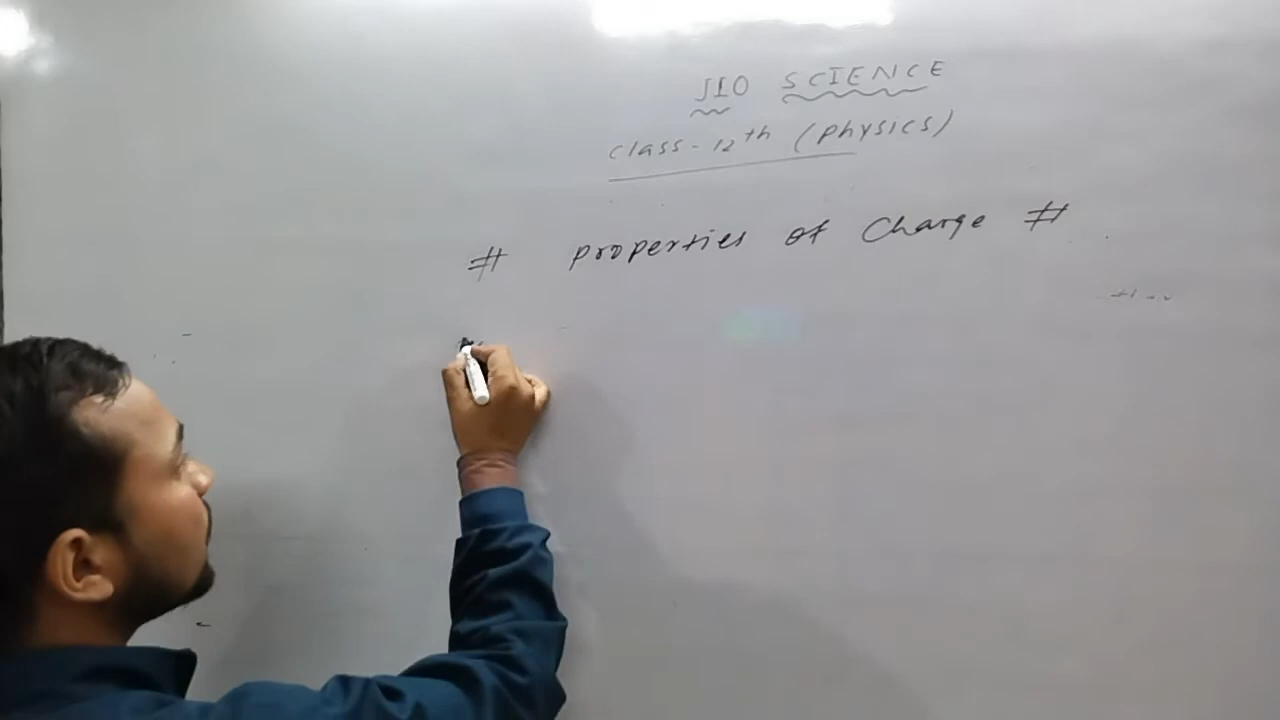 JIO SCIENCE
class-12th (physics)
# properties of Charge #